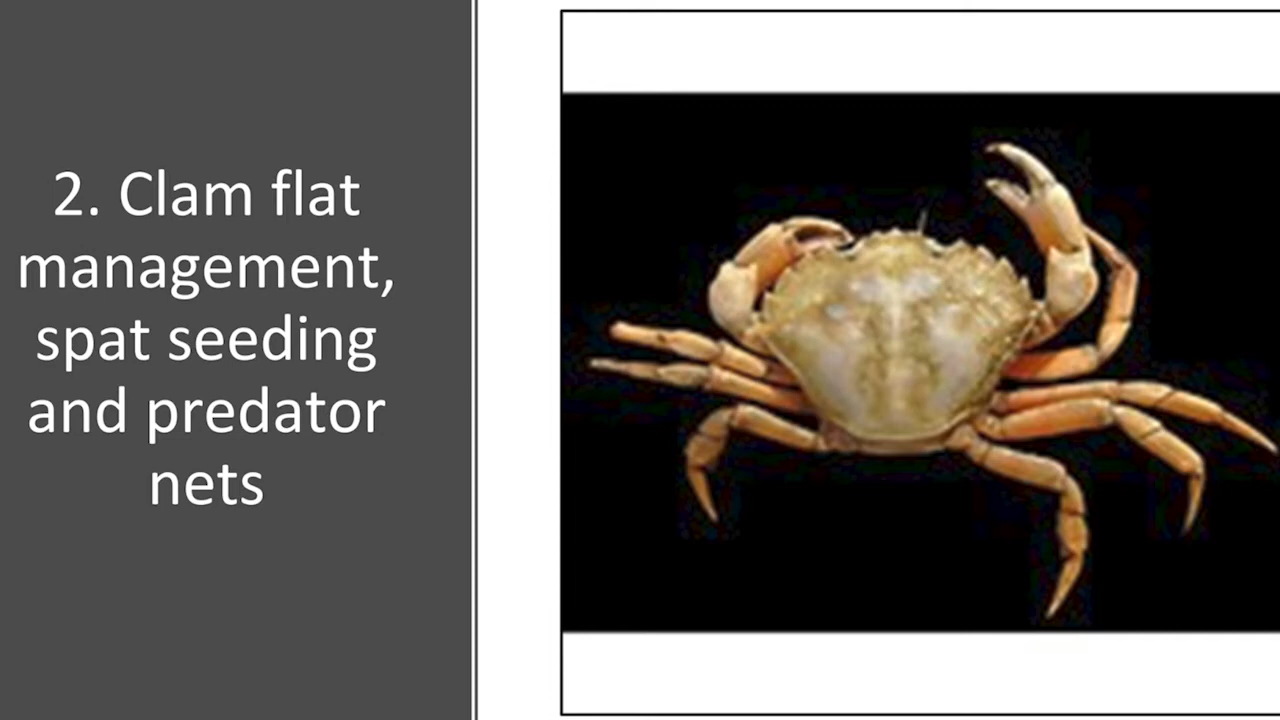 2. Clam flat
management,
spat seeding
and predator
nets